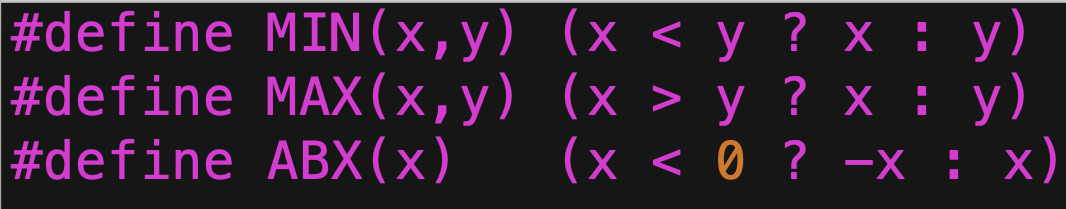 #define MIN(x,y) (x < y ? x : y)
#define MAX(x,y) (x > y ? x : y)
#define ABX(x)   (x < 0 ? -x : x)